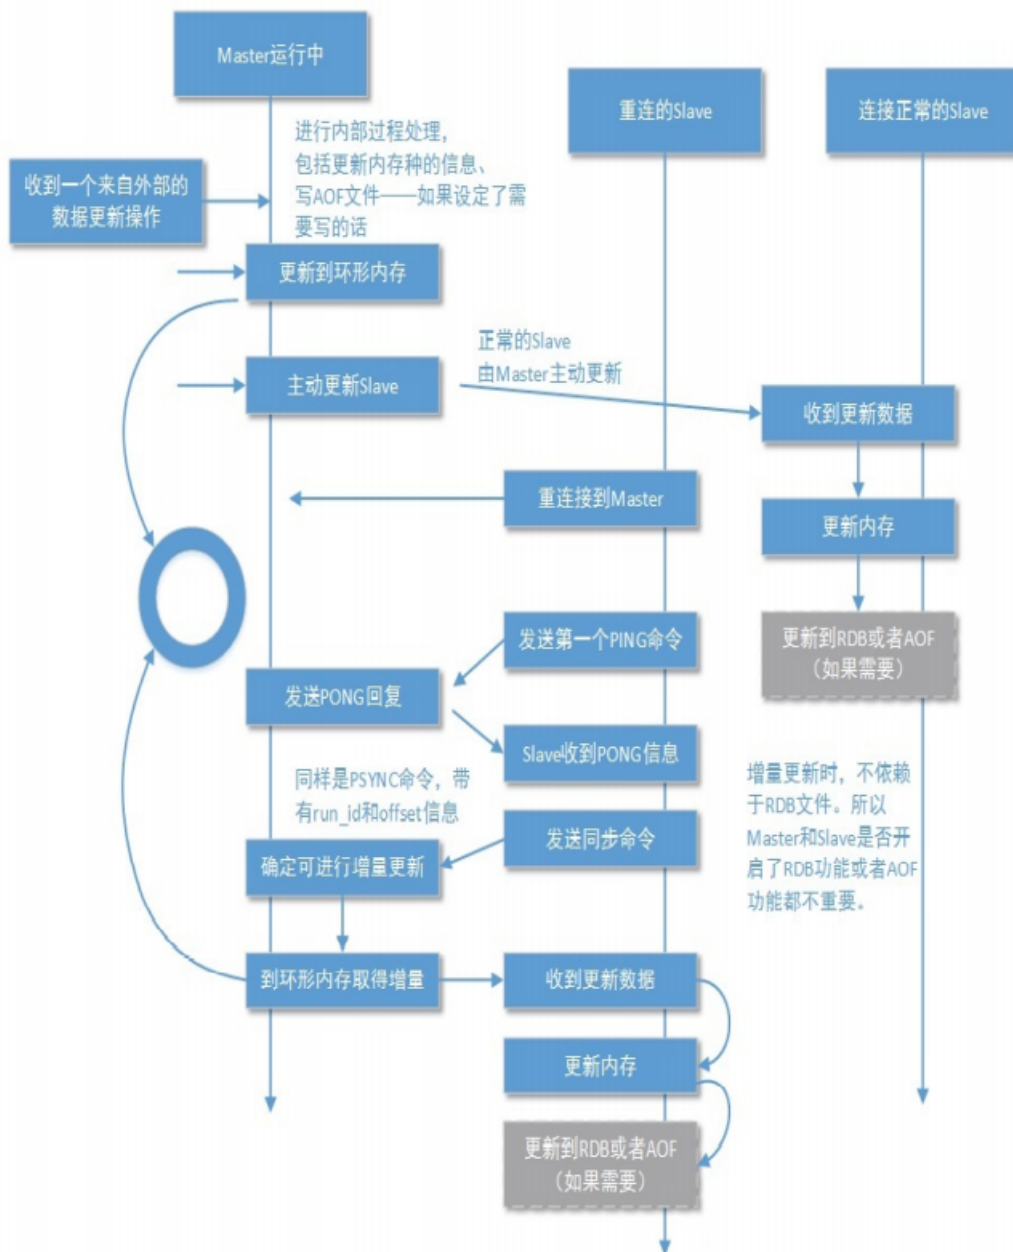 Master运行中
重连的Slave
连接正常的Slave
进行内部过程处理，
包括更新内存种的信息、
写AOF文件——如果设定了需
要写的话
收到一个来自外部的
数据更新操作
更新到环形内存
正常的Slave
由Master主动更新
主动更新Slave
收到更新数据
重连接到Master
更新内存
发送第一个PING命令
更新到RDB或者AOF
（如果需要）
发送PONG回复
Slave收到PONG信息
同样是PSYNC命令，带
有run_id和offset信息
增量更新时，不依赖
于RDB文件。所以
Master和Slave是否开
启了RDB功能或者AOF
功能都不重要。
发送同步命令
确定可进行增量更新
到环形内存取得增量
收到更新数据
更新内存
更新到RDB或者AOF
（如果需要）